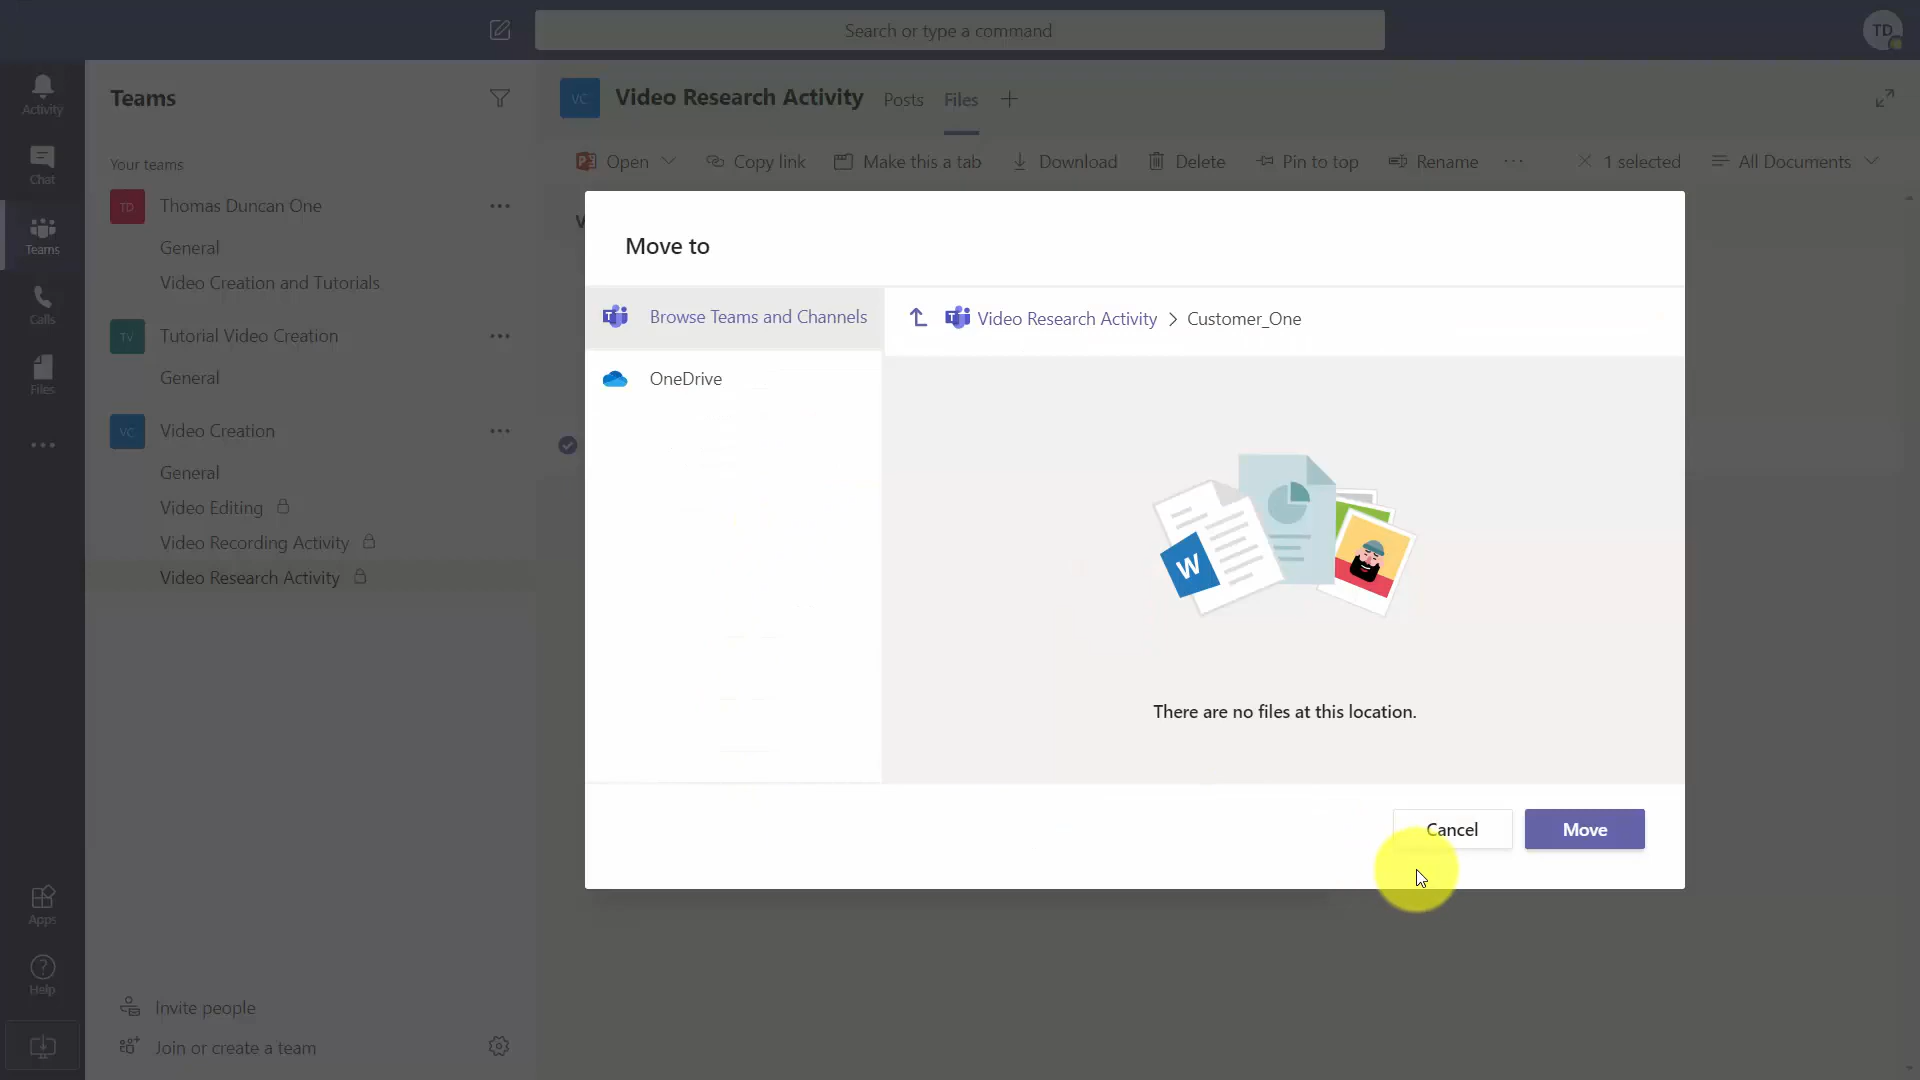 Search or type a command
TD
Activity
Chat
Teams
Calls
Files
Apps
Help
Teams
Your teams
TD Thomas Duncan One
General
Video Creation and Tutorials
TV Tutorial Video Creation
General
VC Video Creation
General
Video Editing
Video Recording Activity
Video Research Activity
Invite people
Join or create a team
VC Video Research Activity Posts Files
Open Copy link Make this a tab Download Delete Pin to top Rename 1 selected All Documents
Move to
Browse Teams and Channels
OneDrive
Video Research Activity > Customer_One
W
There are no files at this location.
Cancel Move